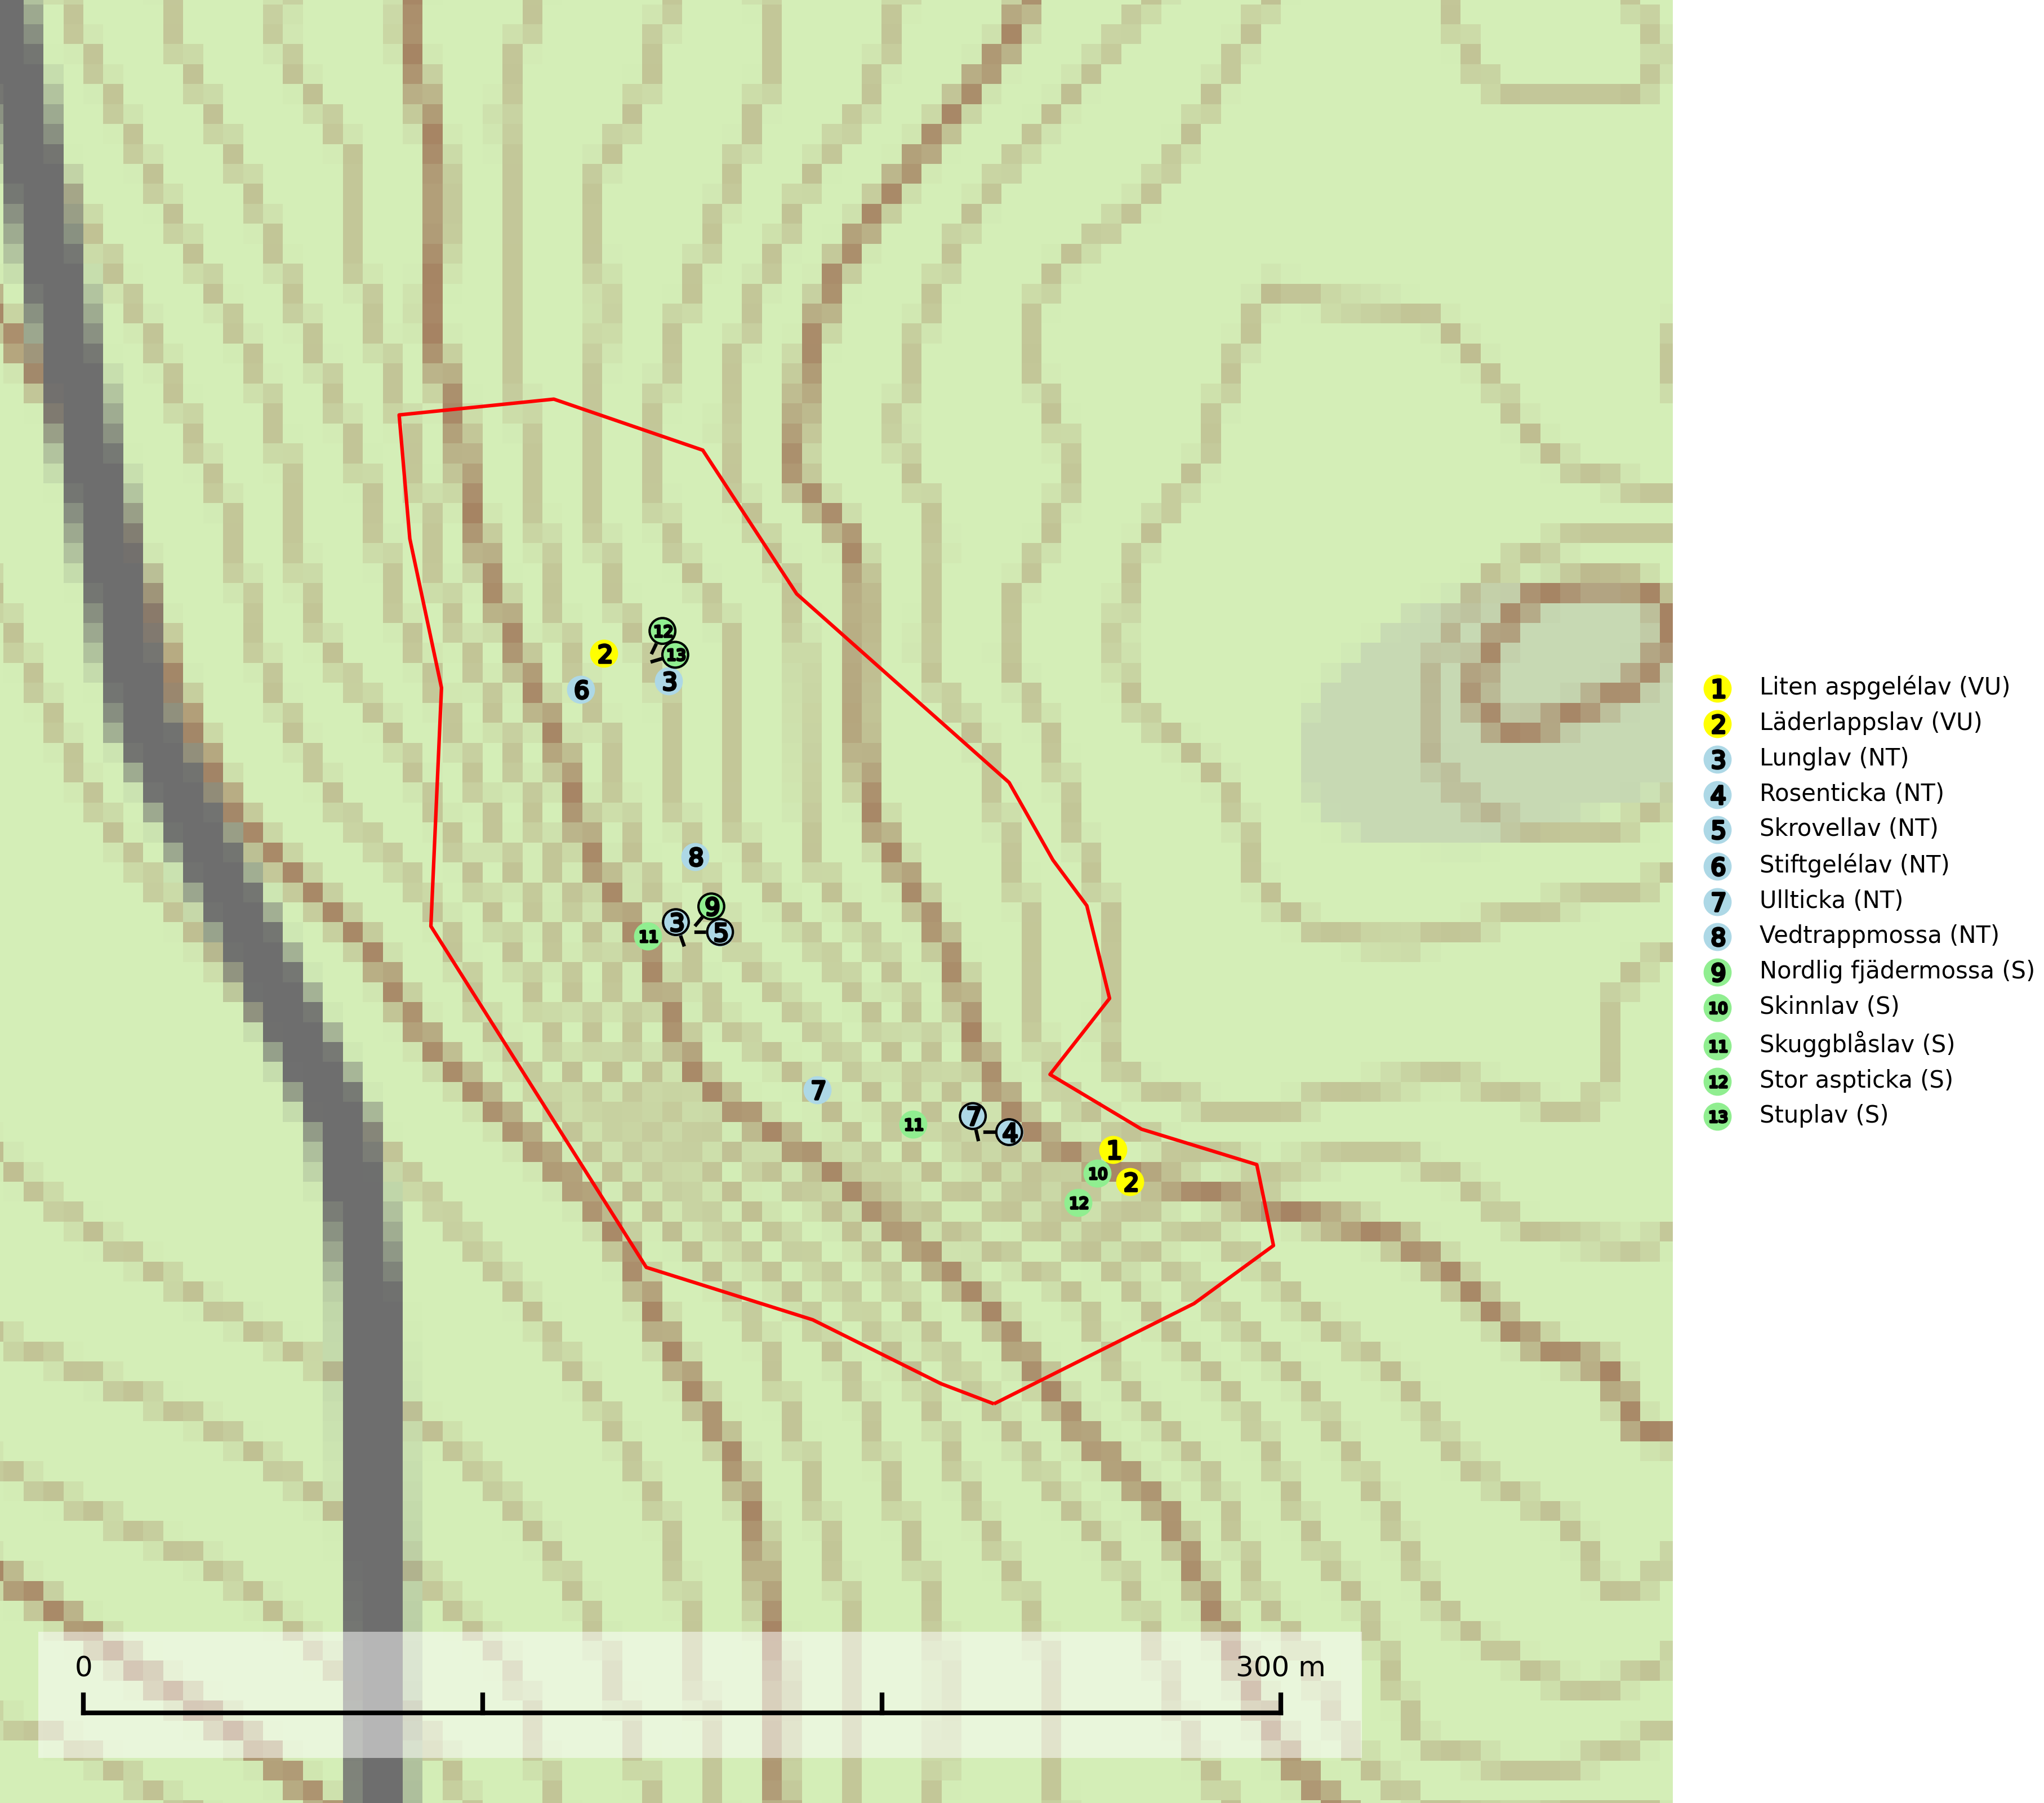 12
2
13
3
6
8
9
3
5
11
7
7
11
4
1
10
2
12
0
300 m
1 Liten aspgelélav (VU)
2 Läderlappslav (VU)
3 Lunglav (NT)
4 Rosenticka (NT)
5 Skrovellav (NT)
6 Stiftgelélav (NT)
7 Ullticka (NT)
8 Vedtrappmossa (NT)
9 Nordlig fjädermossa (S)
10 Skinnlav (S)
11 Skuggblåslav (S)
12 Stor aspticka (S)
13 Stuplav (S)